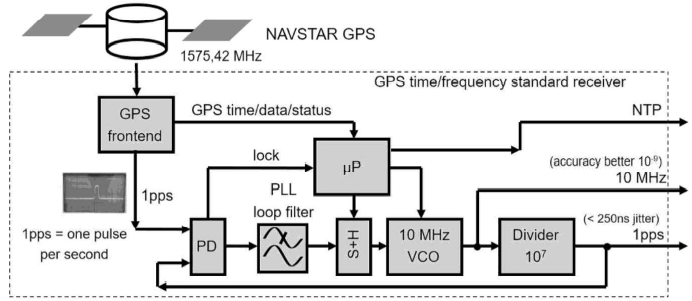 NAVSTAR GPS
1575,42 MHz
GPS time/frequency standard receiver
GPS
frontend
GPS time/data/status
NTP
lock
µP
(accuracy better 10⁻⁹)
10 MHz
1pps
PLL
loop filter
1pps = one pulse
per second
PD
S+H
10 MHz
VCO
Divider
10⁷
(< 250ns jitter)
1pps